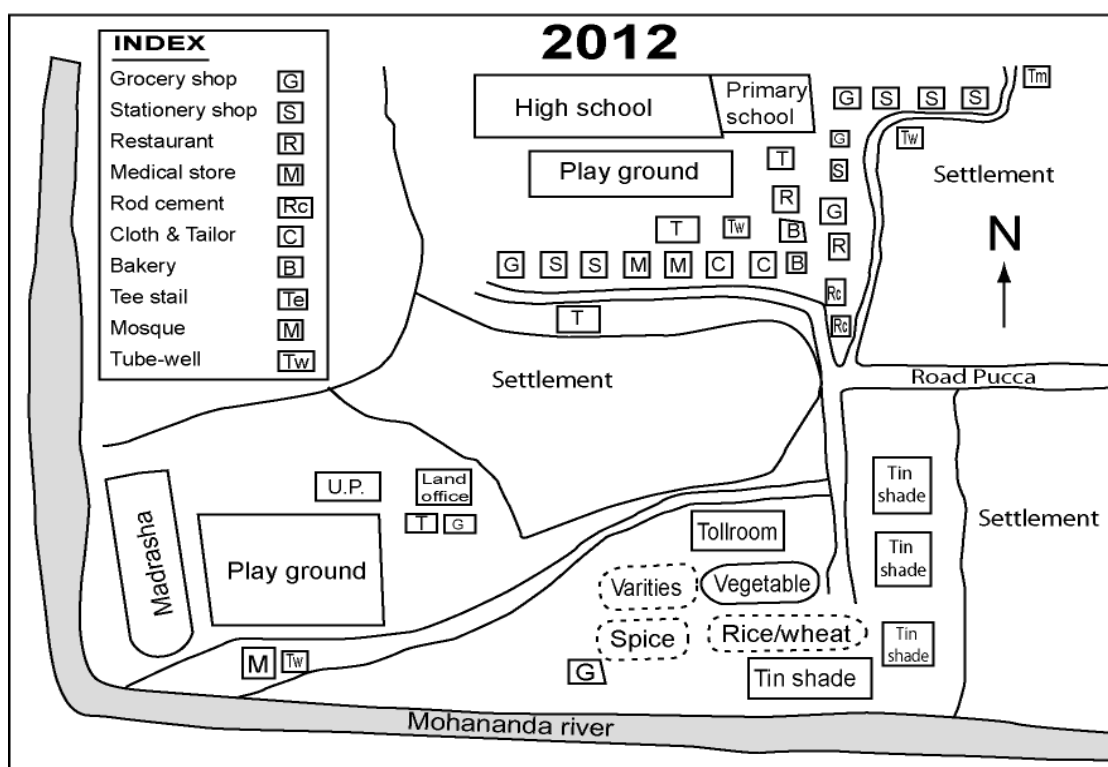 2012
INDEX
Grocery shop G
Stationery shop S
Restaurant R
Medical store M
Rod cement Rc
Cloth & Tailor C
Bakery B
Tee stail Te
Mosque M
Tube-well Tw
High school
Primary
school
G S S S Tm
G Tw
Play ground
T
S
Settlement
R
G
N
T Tw B R
G S S M M C C B
Rc
T
Rc
Settlement
Road Pucca
U.P.
Land
office
T G
Madrasha
Play ground
Tin
shade
Settlement
Tollroom
Tin
shade
Varities
Vegetable
Spice
Rice/wheat
Tin
shade
M Tw
G
Tin shade
Mohananda river